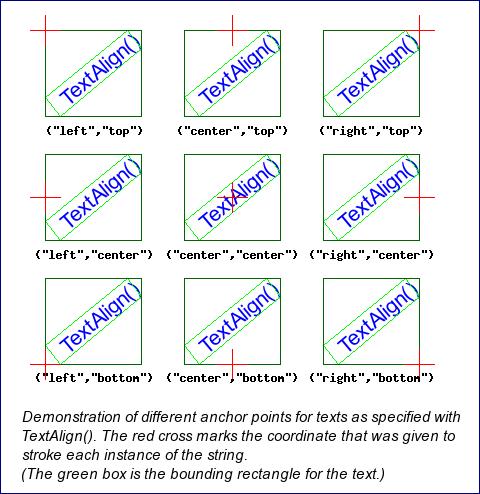 TextAlign() TextAlign() TextAlign()
("left","top") ("center","top") ("right","top")
TextAlign() TextAlign() TextAlign()
("left","center") ("center","center") ("right","center")
TextAlign() TextAlign() TextAlign()
("left","bottom") ("center","bottom") ("right","bottom")
Demonstration of different anchor points for texts as specified with
TextAlign(). The red cross marks the coordinate that was given to
stroke each instance of the string.
(The green box is the bounding rectangle for the text.)